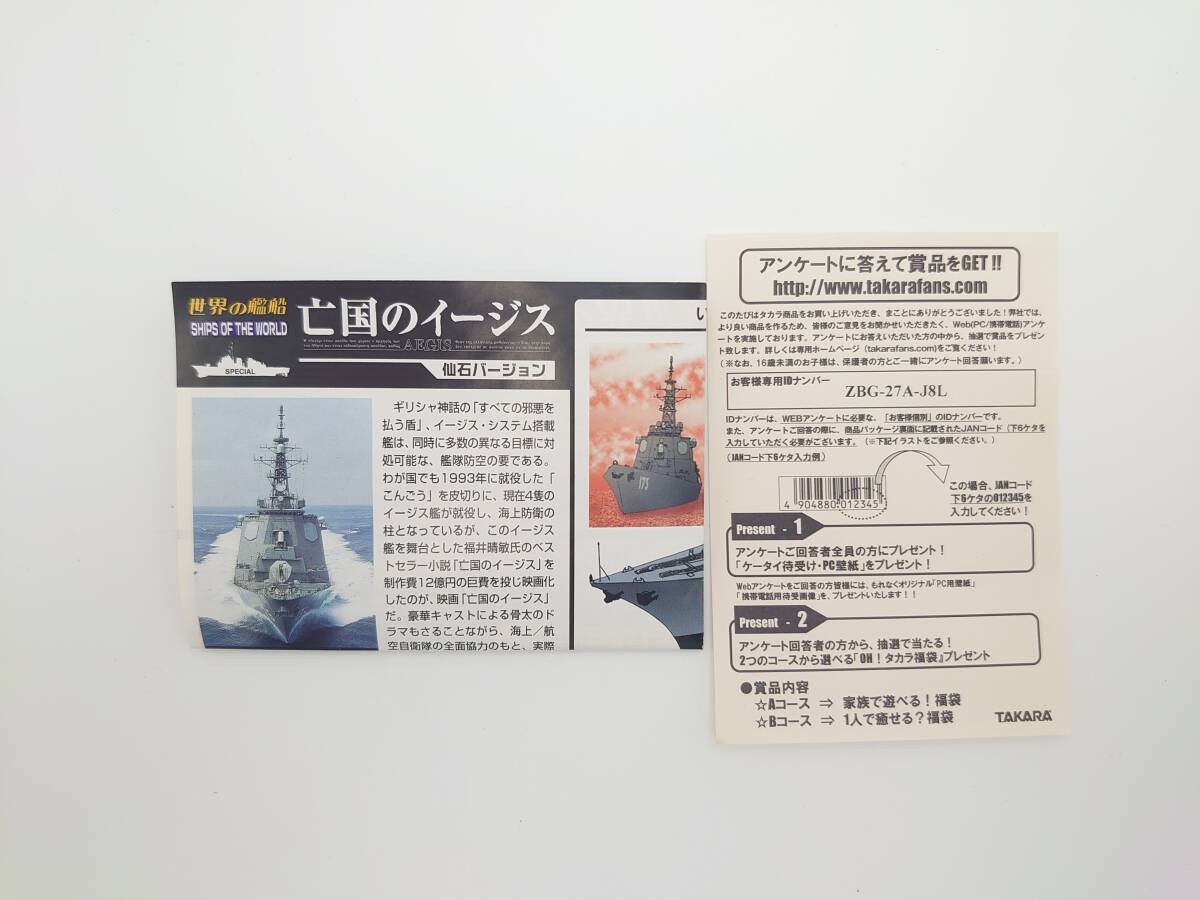 世界の艦船
SHIPS OF THE WORLD
SPECIAL
亡国のイージス
AEGIS
仙石バージョン
ギリシャ神話の「すべての邪悪を
払う盾」、イージス・システム搭載
艦は、同時に多数の異なる目標に対
処可能な、艦隊防空の要である。
わが国でも1993年に就役した「
こんごう」を皮切りに、現在4隻の
イージス艦が就役し、海上防衛の
柱となっているが、このイージス
艦を舞台とした福井晴敏氏のベス
トセラー小説「亡国のイージス」を
制作費12億円の巨費を投じ映画化
したのが、映画「亡国のイージス」
だ。豪華キャストによる骨太のド
ラマもさることながら、海上／航
空自衛隊の全面協力のもと、実際
い
173
アンケートに答えて賞品をGET!!
http://www.takarafans.com
このたびはタカラ商品をお買い上げいただき、まことにありがとうございました！弊社では、
より良い商品を作るため、皆様のご意見をお聞かせいただきたく、Web(PC/携帯電話)アンケ
ートを実施しております。アンケートにお答えいただいた方の中から、抽選で賞品をプレゼン
ト致します。詳しくは専用ホームページ（takarafans.com)をご覧ください！
（※なお、16歳未満のお子様は、保護者の方と一緒にアンケート回答願います。）
お客様専用IDナンバー
ZBG-27A-J8L
IDナンバーは、WEBアンケートに必要な、「お客様個別」のIDナンバーです。
また、アンケートご回答の際に、商品パッケージ裏面に記載されたJANコード（下6ケタを
入力していただく必要がございます。（※下記イラストをご参照ください。）
（JANコード下6ケタ入力例）
4 904880 012345
この場合、JANコード
下6ケタの012345を
入力してください！
Present - 1
アンケートご回答者全員の方にプレゼント！
「ケータイ待受け・PC壁紙」をプレゼント！
Webアンケートをご回答の方皆様には、もれなくオリジナル「PC用壁紙」
「携帯電話用待受画像」を、プレゼントいたします！！
Present - 2
アンケート回答者の方から、抽選で当たる！
2つのコースから選べる「OH！タカラ福袋』プレゼント
●賞品内容
☆Aコース ⇒ 家族で遊べる！福袋
☆Bコース ⇒ 1人で癒せる？福袋
TAKARA